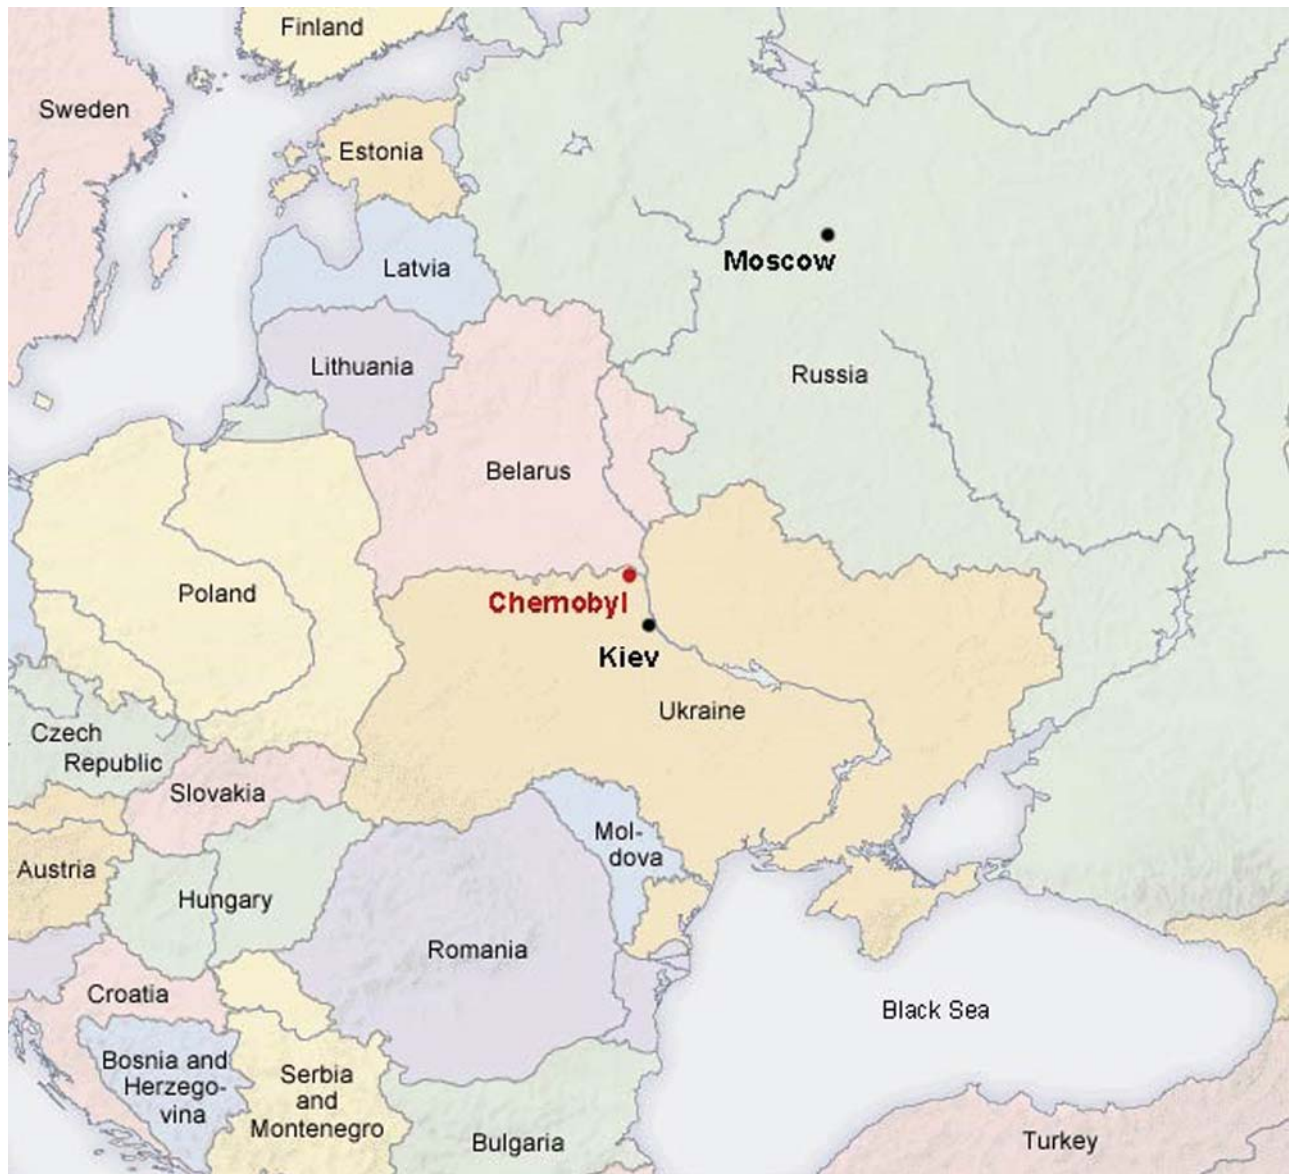 Finland
Sweden
Estonia
Moscow
Latvia
Lithuania
Russia
Belarus
Poland
Chernobyl
Kiev
Ukraine
Czech
Republic
Slovakia
Mol-
dova
Austria
Hungary
Romania
Croatia
Black Sea
Bosnia and
Herzego-
vina
Serbia
and
Montenegro
Bulgaria
Turkey